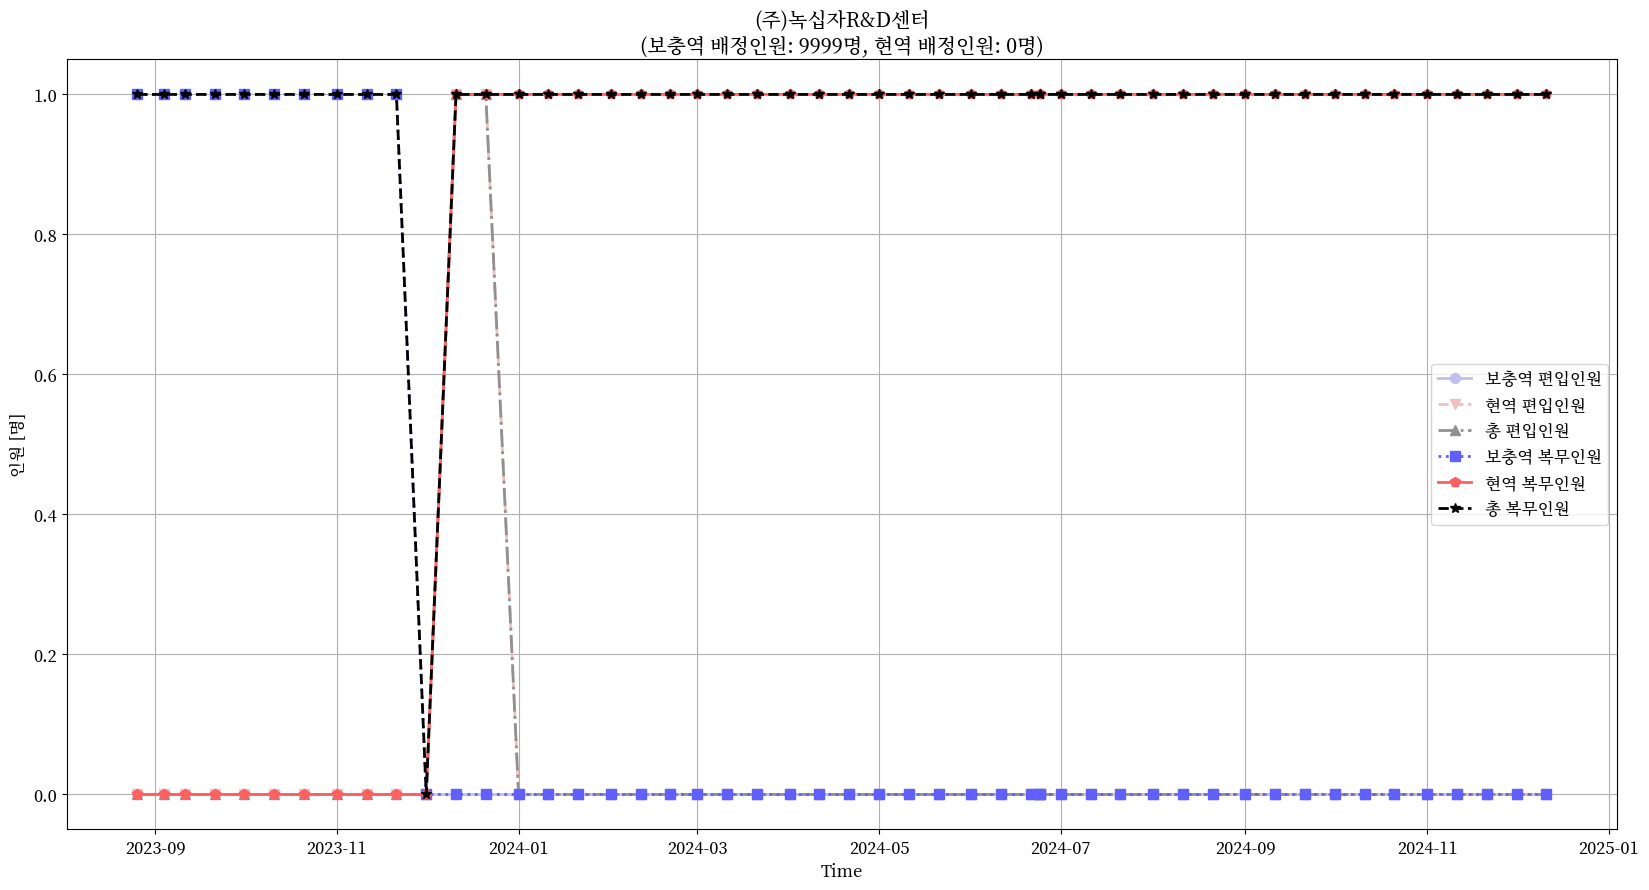 (주)녹십자R&D센터
(보충역 배정인원: 9999명, 현역 배정인원: 0명)
인원 [명]
1.0
0.8
0.6
0.4
0.2
0.0
보충역 편입인원
현역 편입인원
총 편입인원
보충역 복무인원
현역 복무인원
총 복무인원
2023-09 2023-11 2024-01 2024-03 2024-05 2024-07 2024-09 2024-11 2025-01
Time